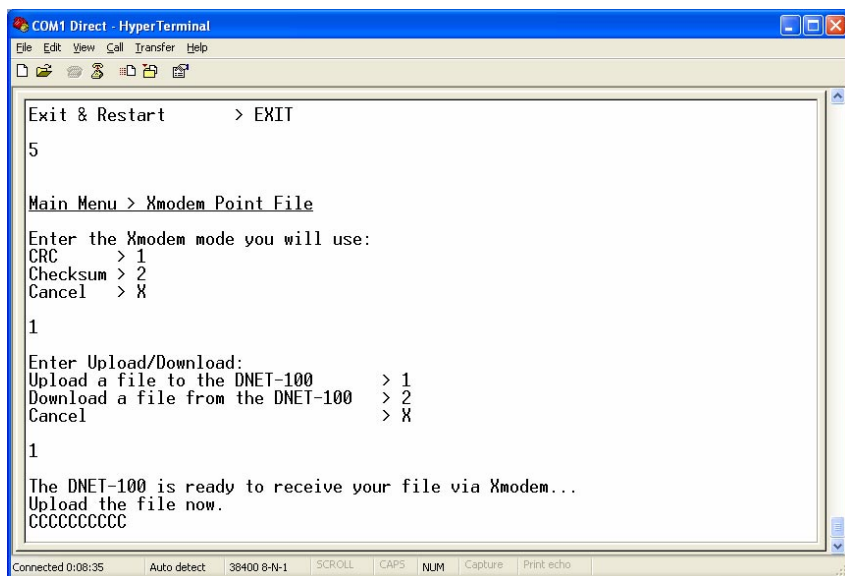 COM1 Direct - HyperTerminal
File Edit View Call Transfer Help
Exit & Restart > EXIT
5
Main Menu > Xmodem Point File
Enter the Xmodem mode you will use:
CRC > 1
Checksum > 2
Cancel > X
1
Enter Upload/Download:
Upload a file to the DNET-100 > 1
Download a file from the DNET-100 > 2
Cancel > X
1
The DNET-100 is ready to receive your file via Xmodem...
Upload the file now.
CCCCCCCCCC
Connected 0:08:35 Auto detect 38400 8-N-1 SCROLL CAPS NUM Capture Print echo